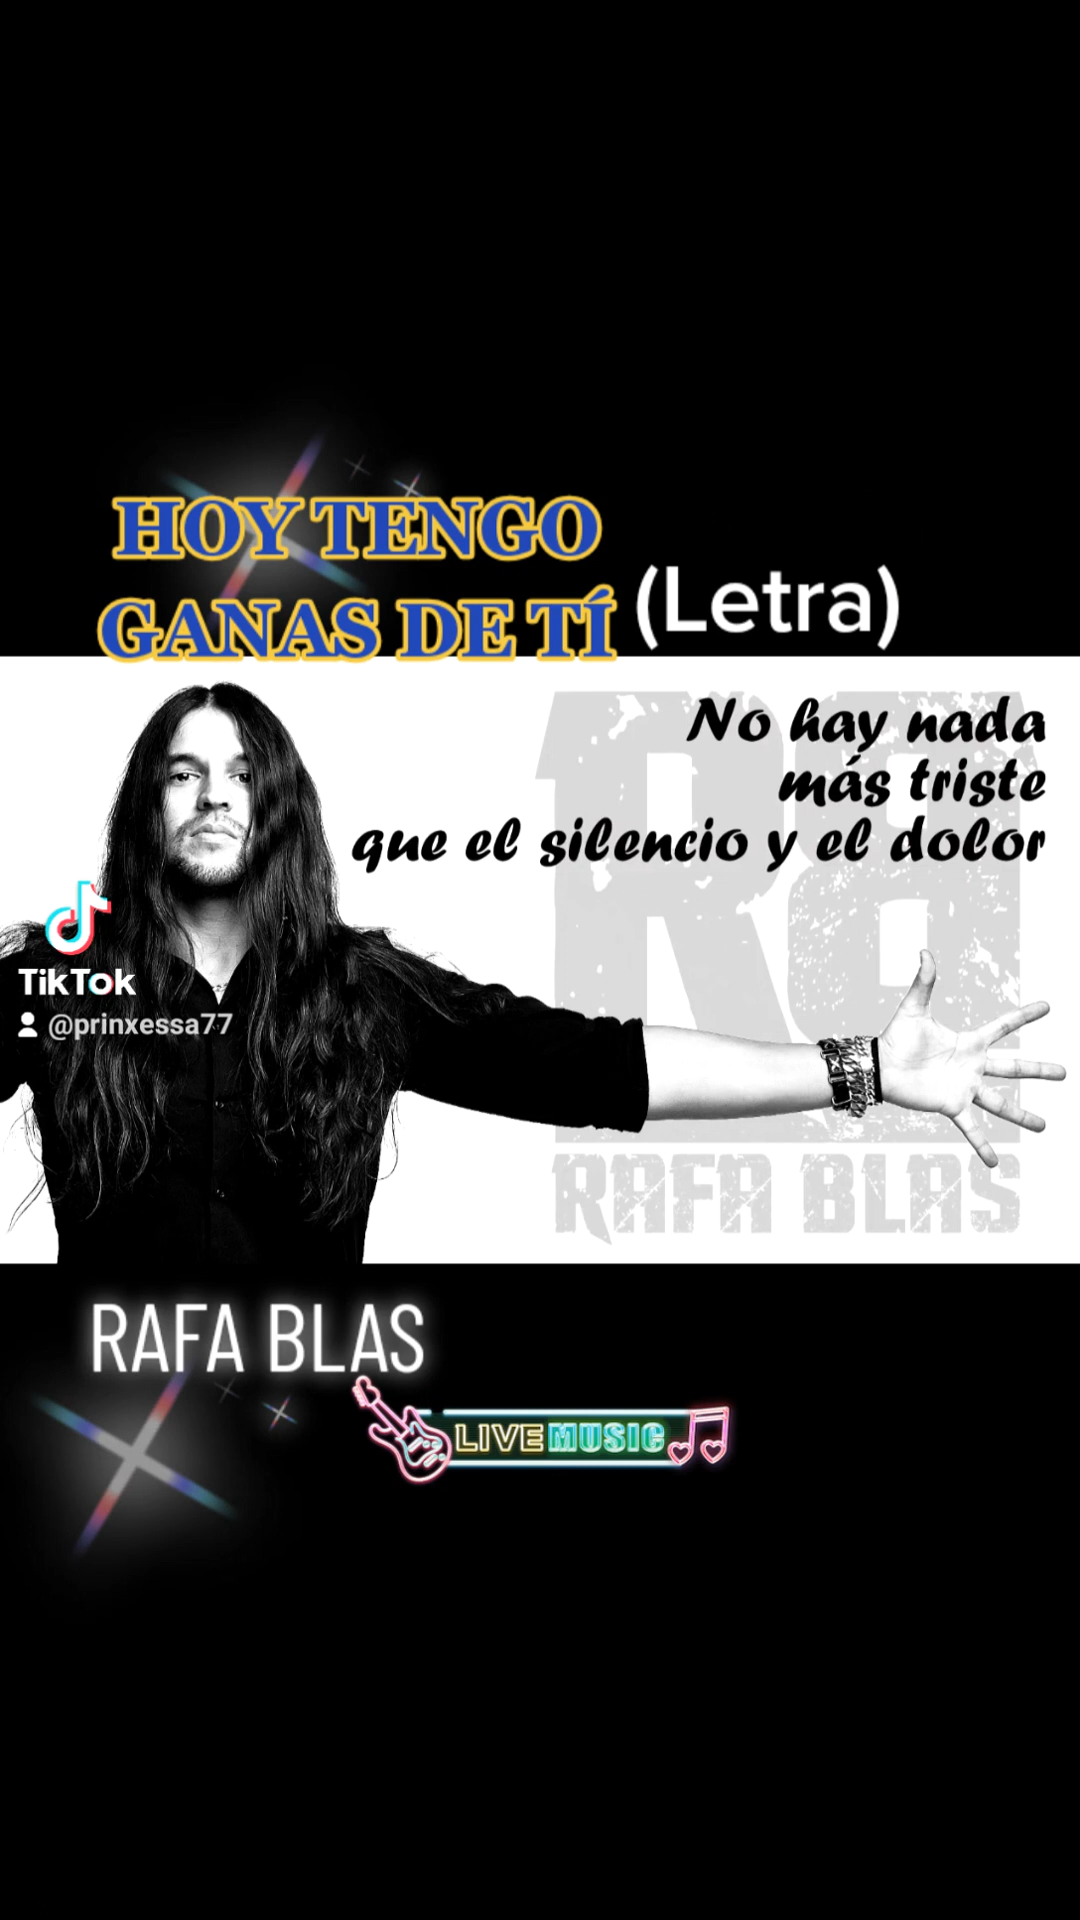 HOY TENGO
GANAS DE TÍ
(Letra)
No hay nada
más triste
que el silencio y el dolor
RB
TikTok
@prinxessa77
RAFA BLAS
RAFA BLAS
LIVE MUSIC